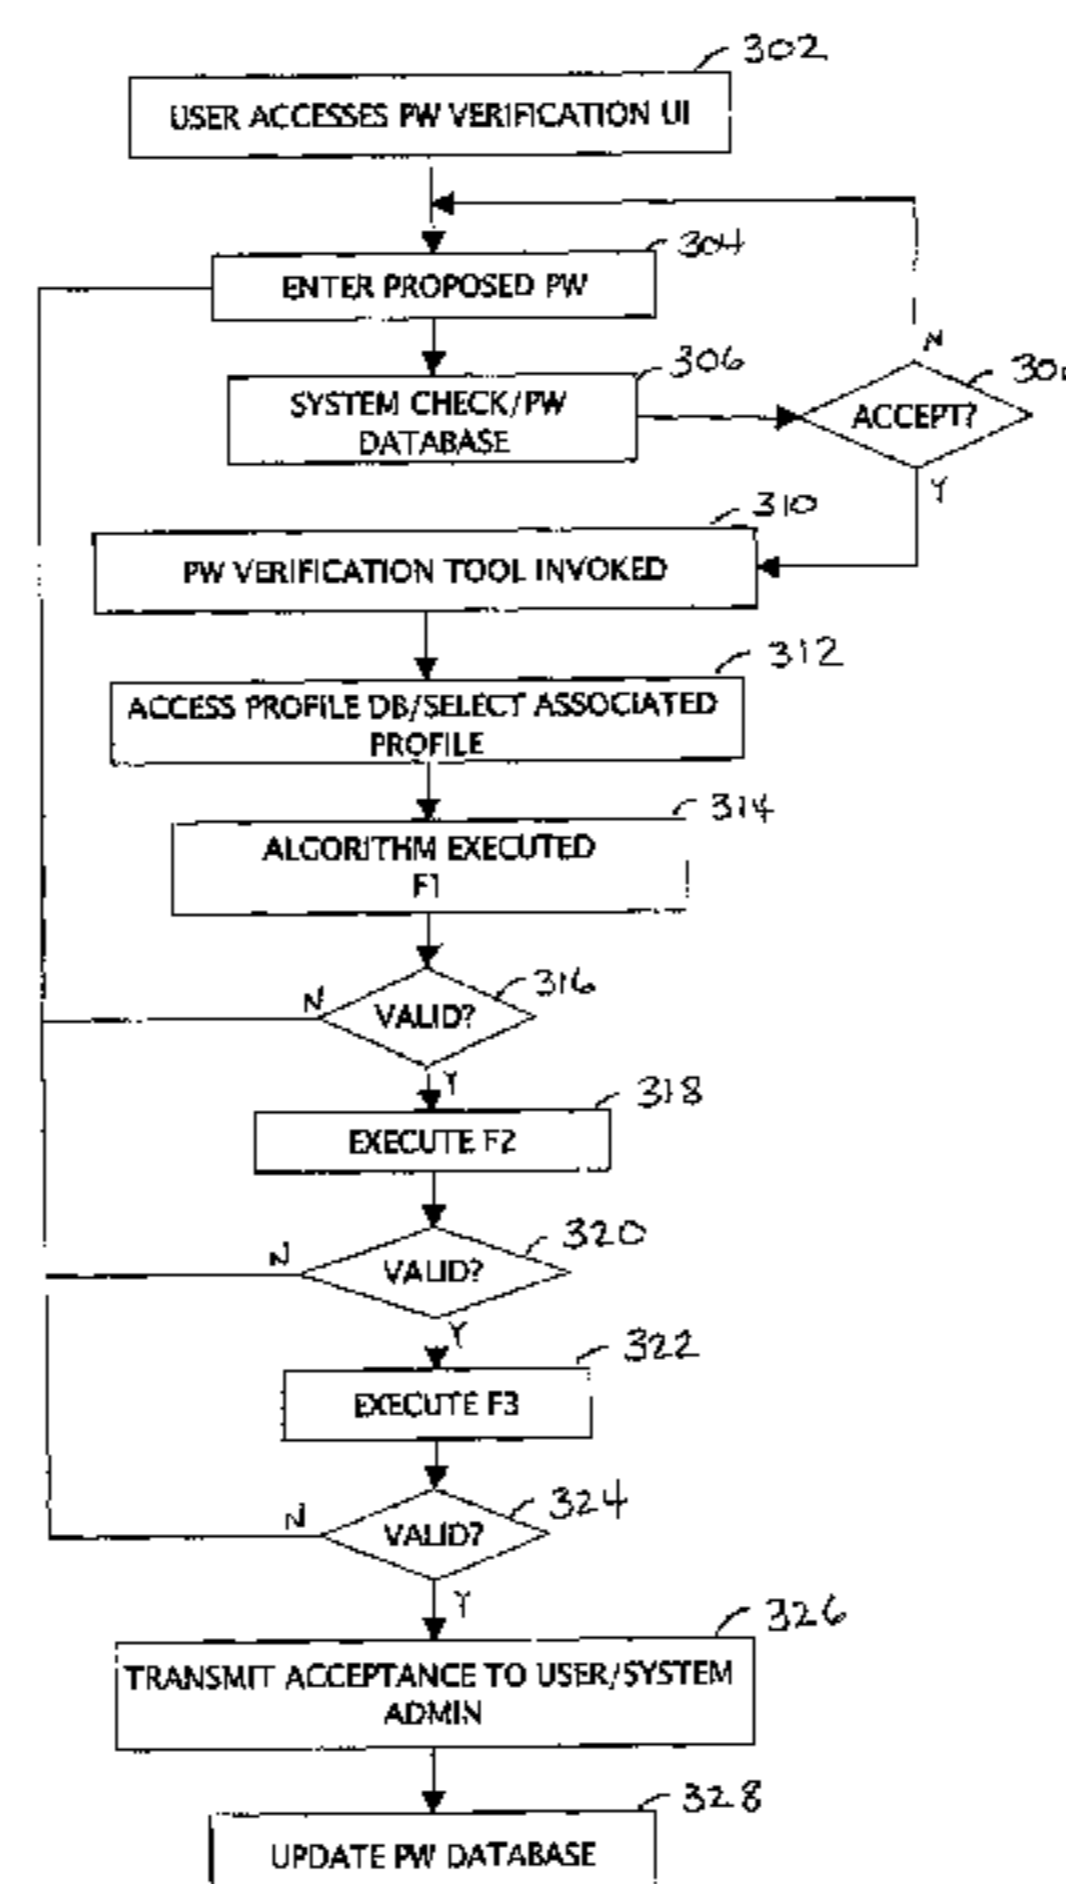 302
USER ACCESSES PW VERIFICATION UI
304
ENTER PROPOSED PW
306
SYSTEM CHECK/PW
DATABASE
N
ACCEPT?
Y
310
PW VERIFICATION TOOL INVOKED
312
ACCESS PROFILE DB/SELECT ASSOCIATED
PROFILE
314
ALGORITHM EXECUTED
F1
316
N
VALID?
Y
318
EXECUTE F2
320
N
VALID?
Y
322
EXECUTE F3
324
N
VALID?
Y
326
TRANSMIT ACCEPTANCE TO USER/SYSTEM
ADMIN
328
UPDATE PW DATABASE